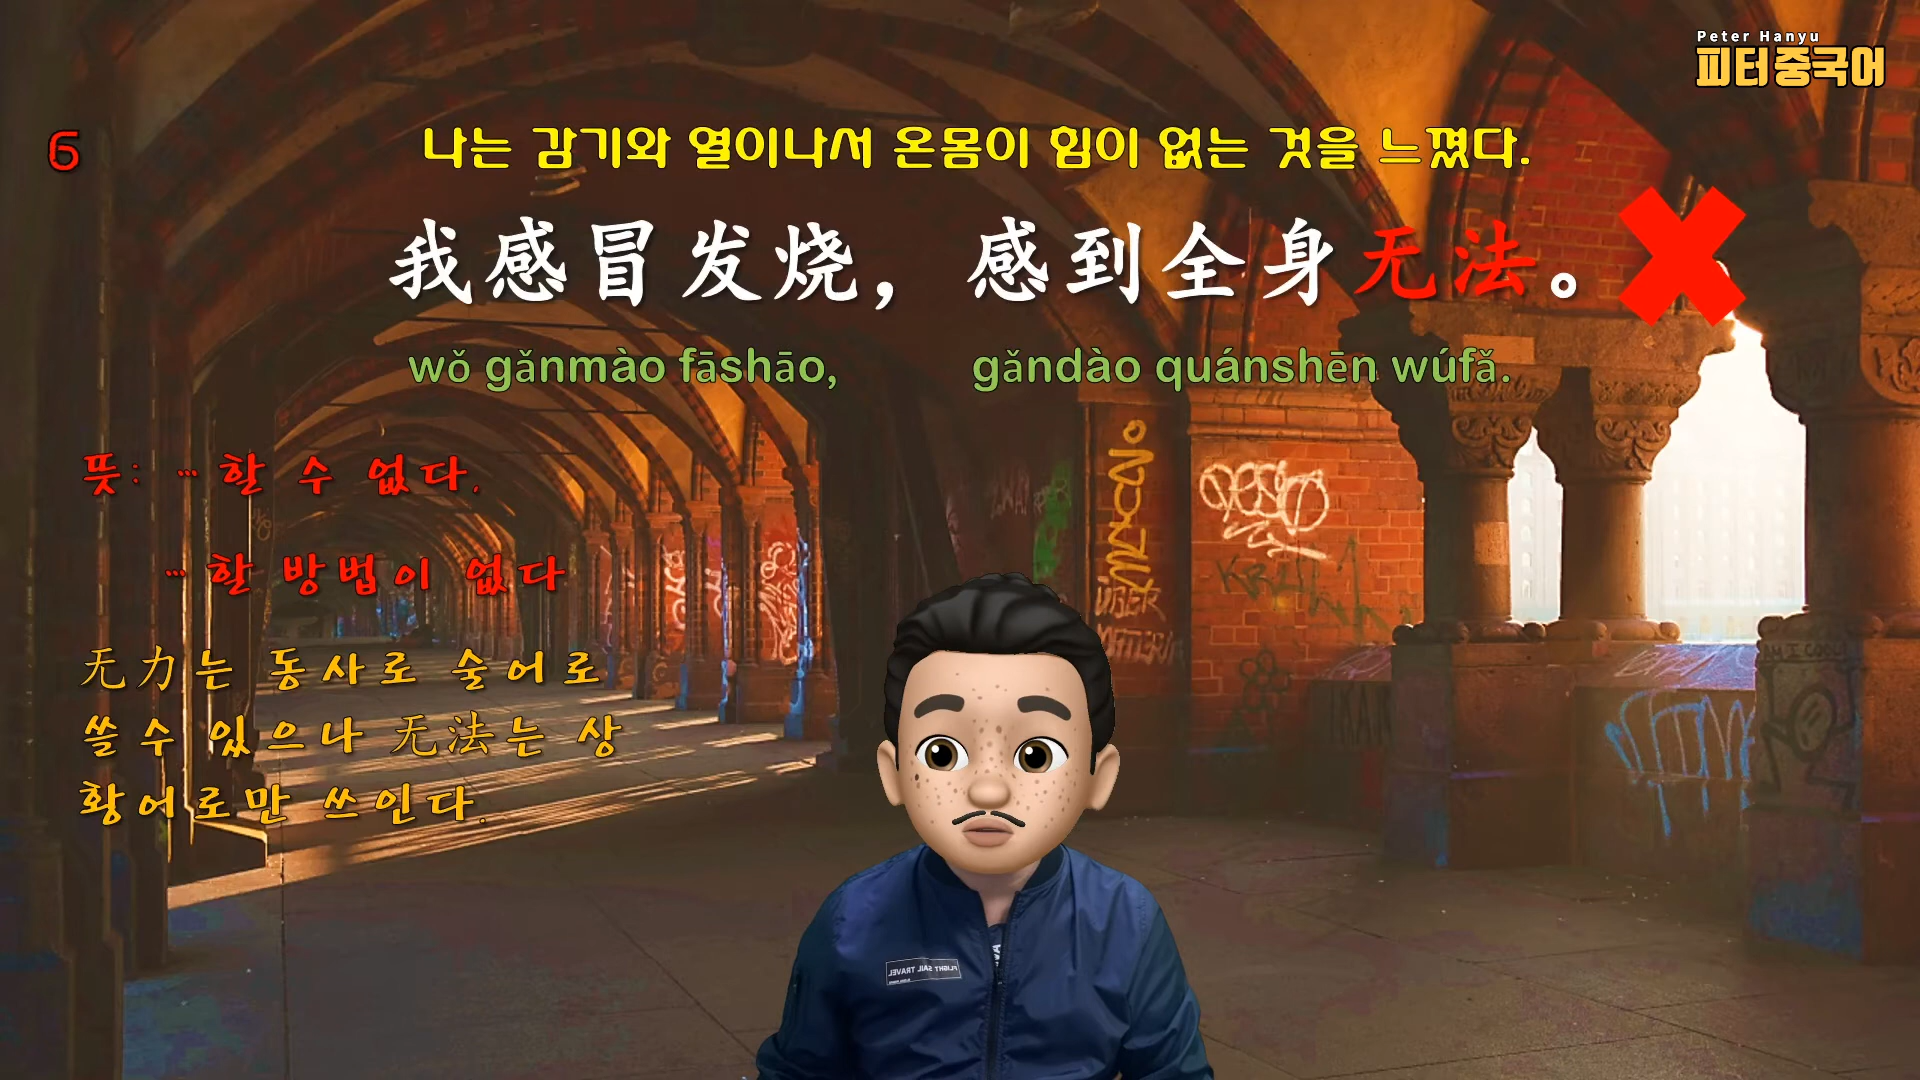 Peter Hanyu
피터 중국어
6
나는 감기와 열이나서 온몸이 힘이 없는 것을 느꼈다.
我感冒发烧，感到全身无法。
wǒ gǎnmào fāshāo, gǎndào quánshēn wúfǎ.
뜻: …할 수 없다.
…할 방법이 없다
无力는 동사로 술어로
쓸수 있으나 无法는 상
황어로만 쓰인다.
FLIGHT SAIL TRAVEL